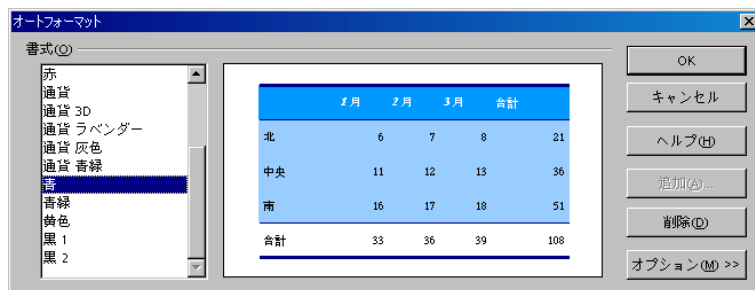 オートフォーマット
書式(O)
赤
通貨
通貨 3D
通貨 ラベンダー
通貨 灰色
通貨 青緑
青
青緑
黄色
黒 1
黒 2
1月 2月 3月 合計
北 6 7 8 21
中央 11 12 13 36
南 16 17 18 51
合計 33 36 39 108
OK
キャンセル
ヘルプ(H)
追加(A)...
削除(D)
オプション(M) >>